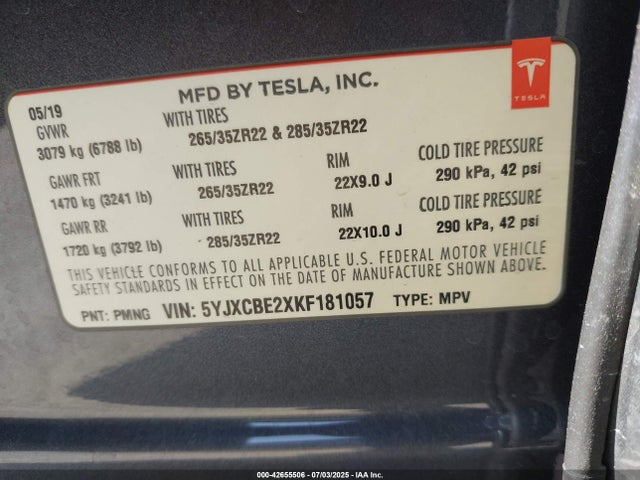 MFD BY TESLA, INC.
TESLA
05/19
GVWR WITH TIRES
3079 kg (6788 lb) 265/35ZR22 & 285/35ZR22
GAWR FRT WITH TIRES RIM COLD TIRE PRESSURE
1470 kg (3241 lb) 265/35ZR22 22X9.0 J 290 kPa, 42 psi
GAWR RR WITH TIRES RIM COLD TIRE PRESSURE
1720 kg (3792 lb) 285/35ZR22 22X10.0 J 290 kPa, 42 psi
THIS VEHICLE CONFORMS TO ALL APPLICABLE U.S. FEDERAL MOTOR VEHICLE
SAFETY STANDARDS IN EFFECT ON THE DATE OF MANUFACTURE SHOWN ABOVE.
PNT: PMNG VIN: 5YJXCBE2XKF181057 TYPE: MPV
000-42655506 - 07/03/2025 - IAA Inc.